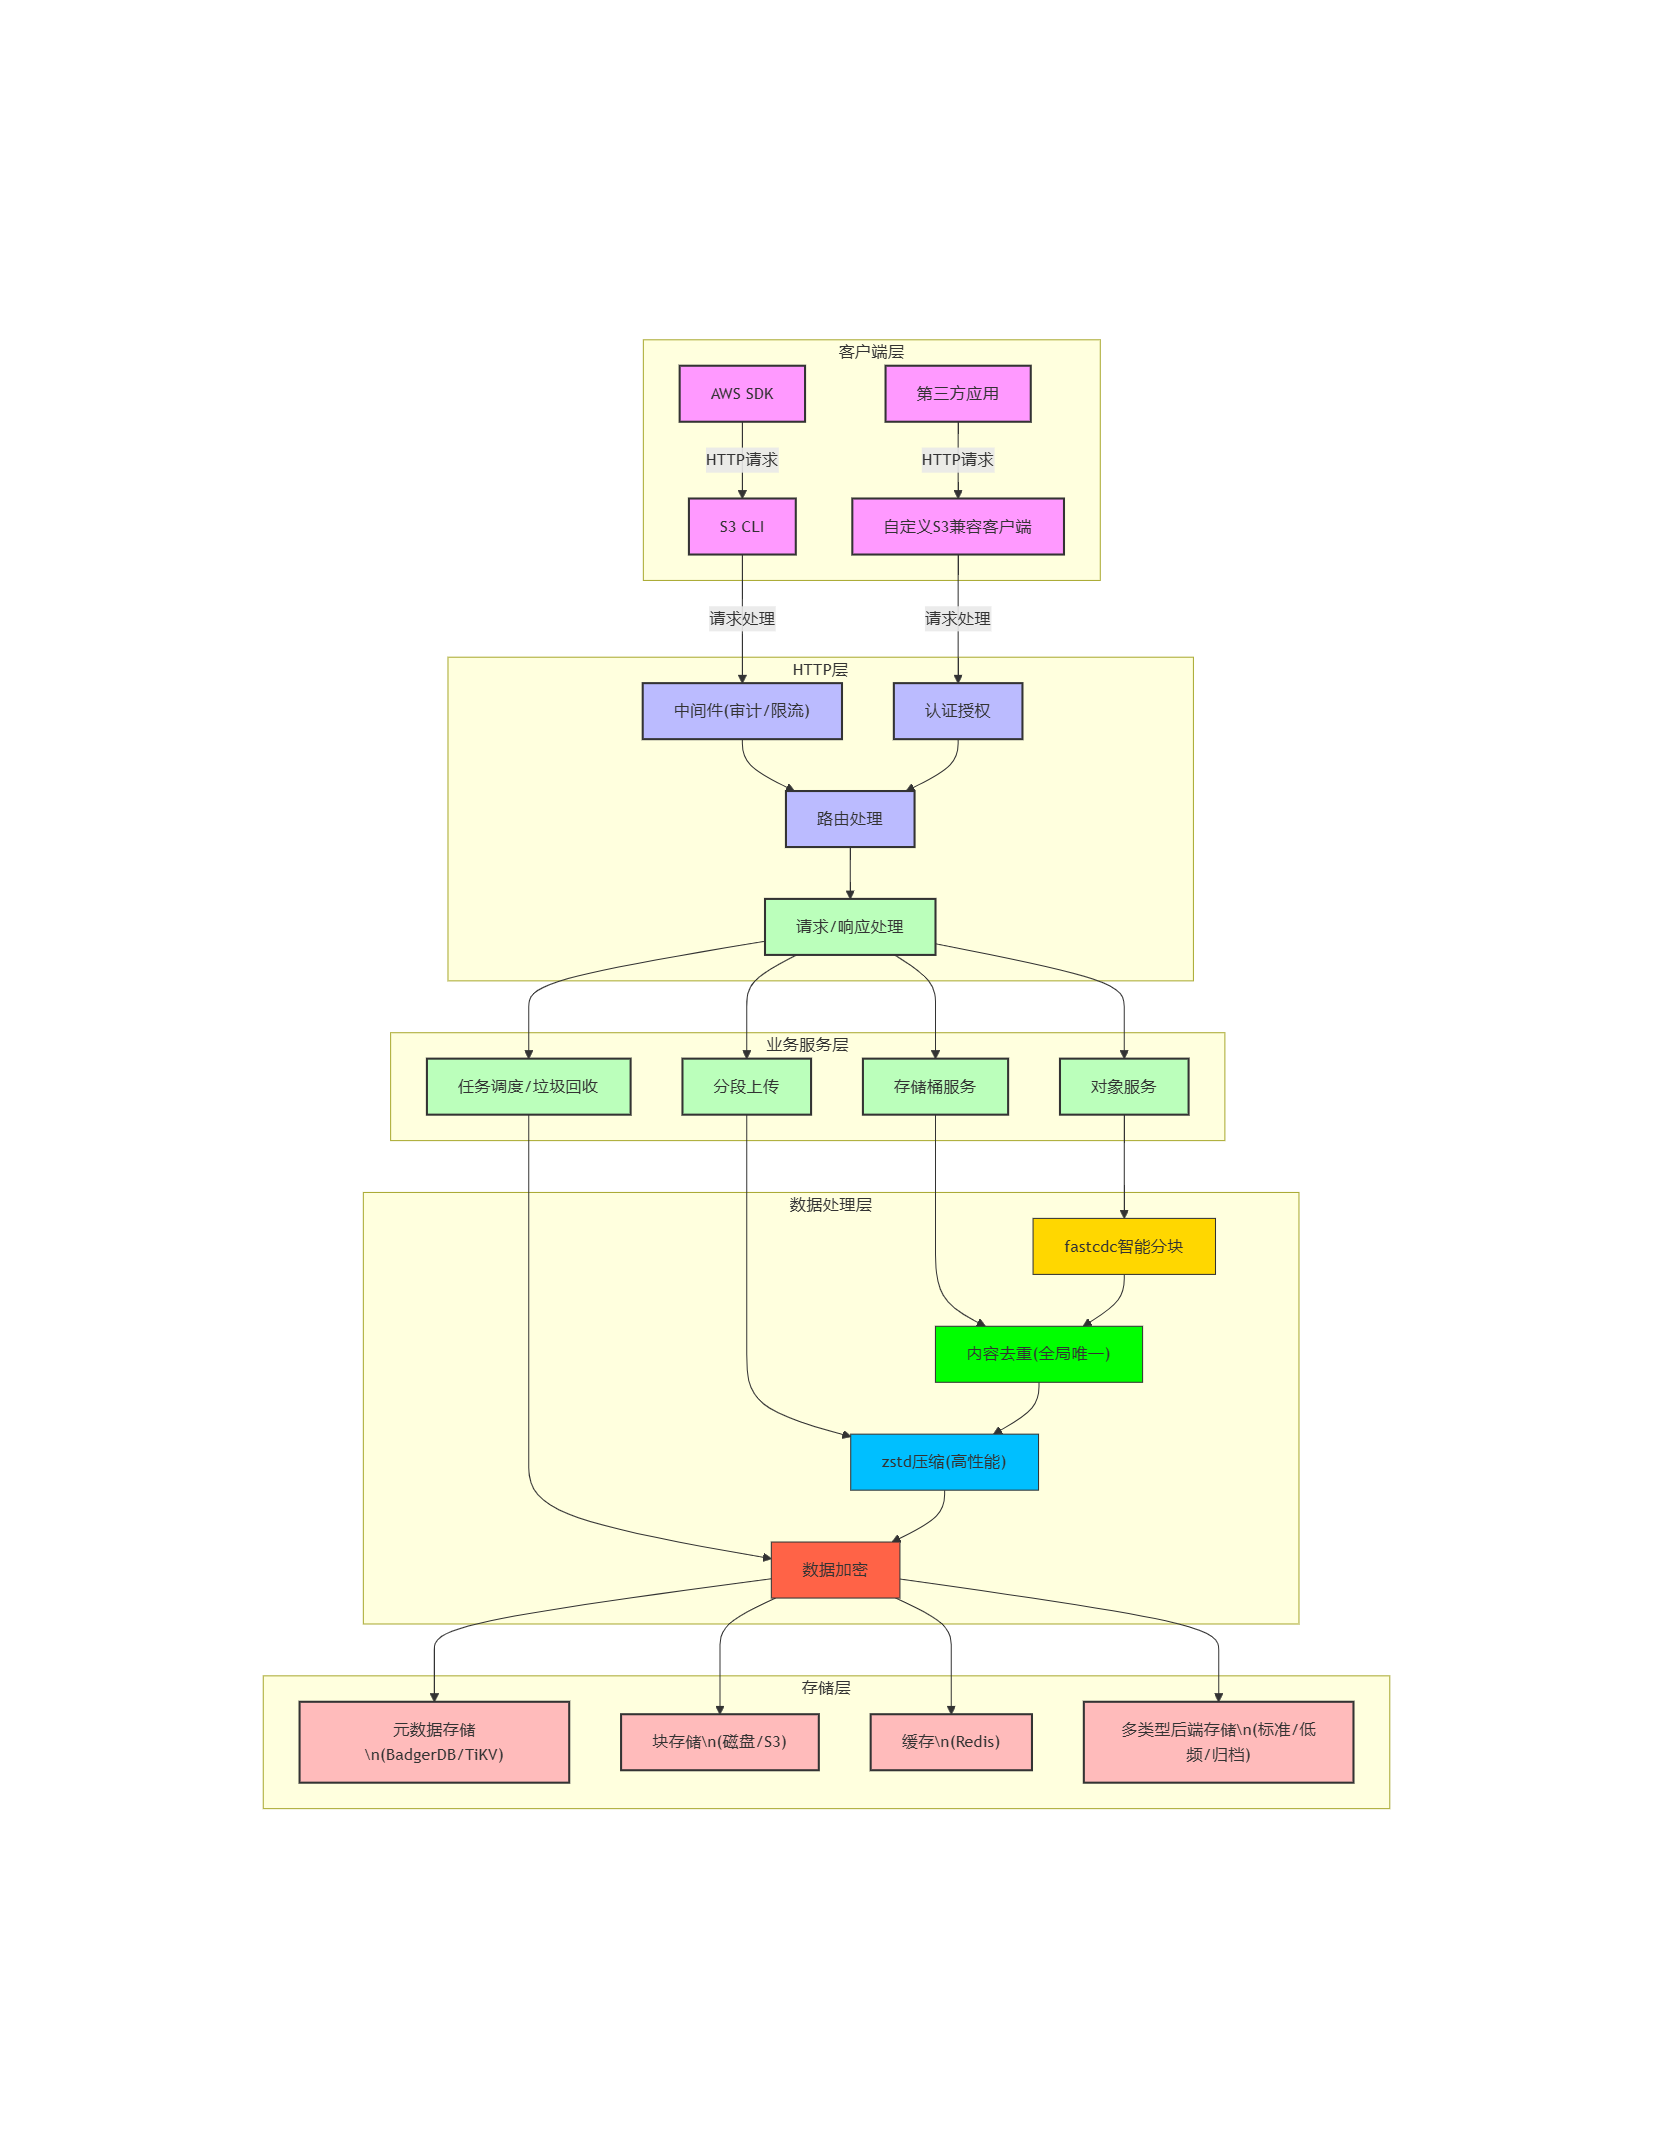 客户端层
AWS SDK
第三方应用
HTTP请求
HTTP请求
S3 CLI
自定义S3兼容客户端
请求处理
请求处理
HTTP层
中间件(审计/限流)
认证授权
路由处理
请求/响应处理
业务服务层
任务调度/垃圾回收
分段上传
存储桶服务
对象服务
数据处理层
fastcdc智能分块
内容去重(全局唯一)
zstd压缩(高性能)
数据加密
存储层
元数据存储
\n(BadgerDB/TiKV)
块存储\n(磁盘/S3)
缓存\n(Redis)
多类型后端存储\n(标准/低
频/归档)